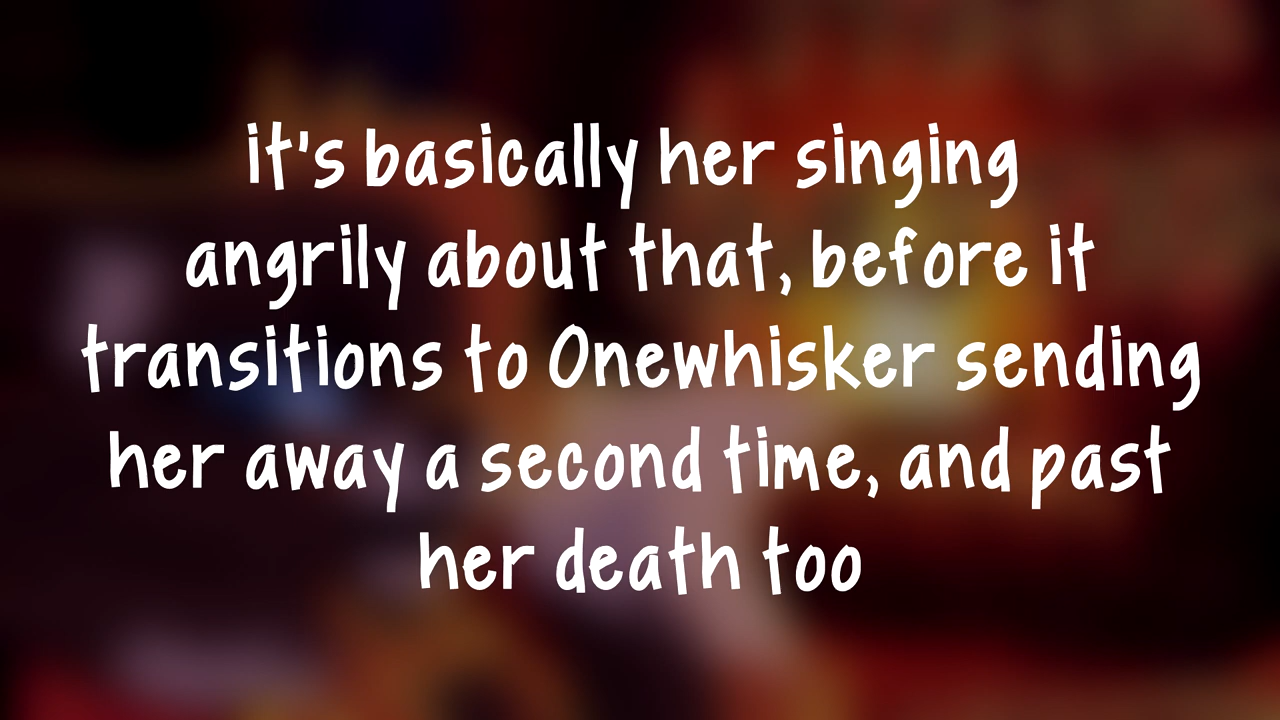 it's basically her singing
angrily about that, before it
transitions to Onewhisker sending
her away a second time, and past
her death too